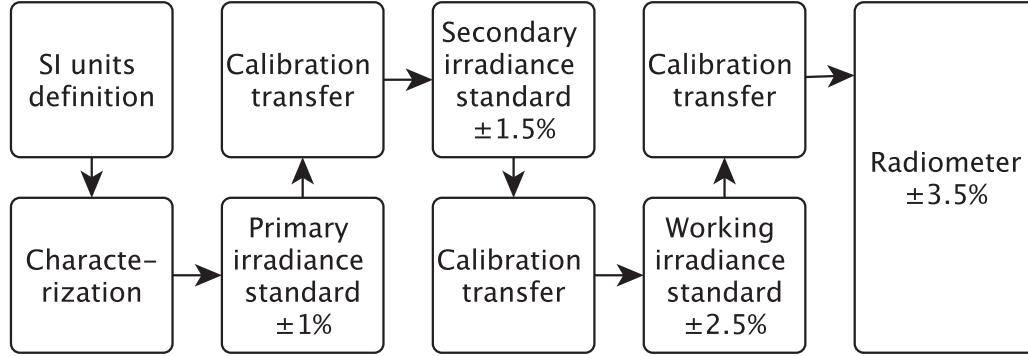 SI units
definition
Characte-
rization
Primary
irradiance
standard
±1%
Calibration
transfer
Secondary
irradiance
standard
±1.5%
Calibration
transfer
Working
irradiance
standard
±2.5%
Calibration
transfer
Radiometer
±3.5%